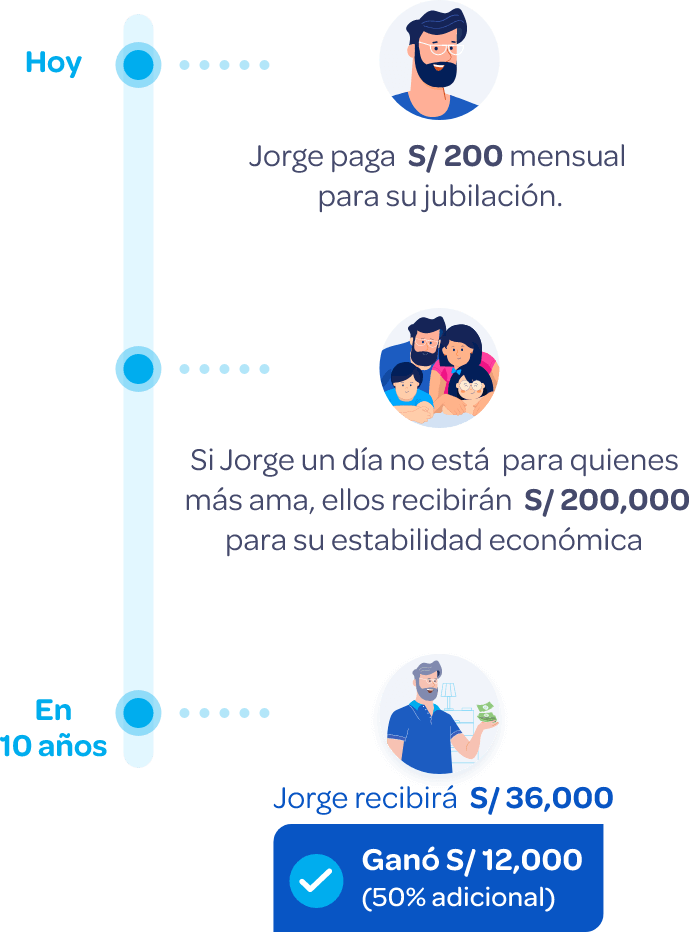 Hoy
Jorge paga S/ 200 mensual
para su jubilación.
Si Jorge un día no está para quienes
más ama, ellos recibirán S/ 200,000
para su estabilidad económica
En
10 años
Jorge recibirá S/ 36,000
Ganó S/ 12,000
(50% adicional)